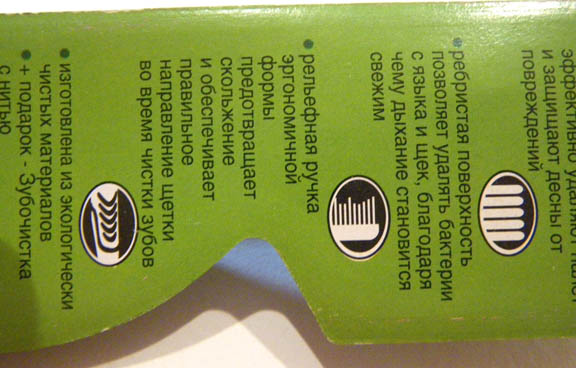 эффективно удаляют налет
и защищают десны от
повреждений
• ребристая поверхность
позволяет удалять бактерии
с языка и щек, благодаря
чему дыхание становится
свежим
• рельефная ручка
эргономичной
формы
предотвращает
скольжение
и обеспечивает
правильное
направление щетки
во время чистки зубов
• изготовлена из экологически
чистых материалов
• + подарок - Зубочистка
с нитью